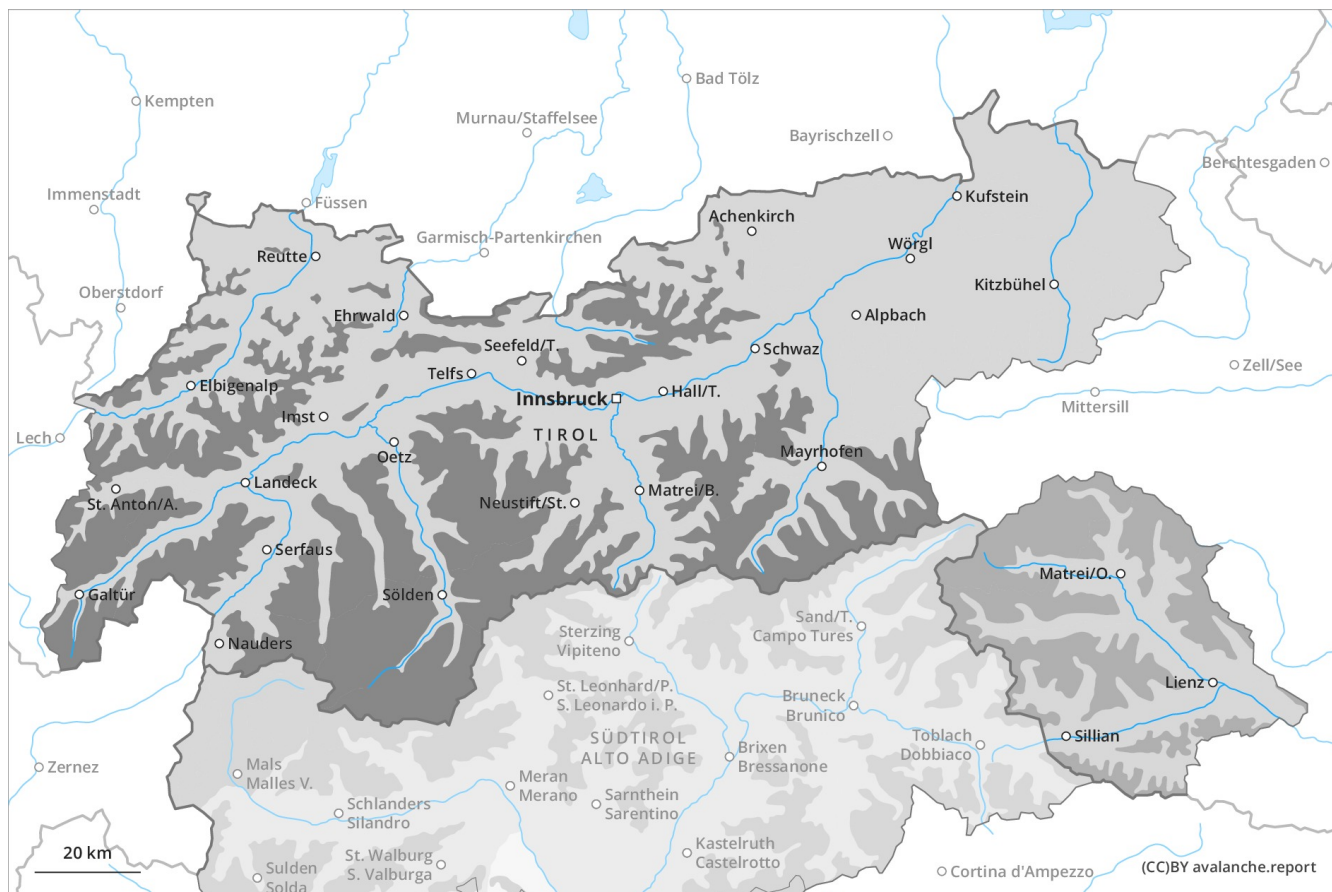 Bad Tölz
Kempten
Murnau/Staffelsee
Bayrischzell
Berchtesgaden
Immenstadt
Füssen
Achenkirch
Kufstein
Garmisch-Partenkirchen
Reutte
Wörgl
Oberstdorf
Kitzbühel
Ehrwald
Alpbach
Seefeld/T.
Schwaz
Telfs
Zell/See
Elbigenalp
Innsbruck
Hall/T.
Mittersill
Imst
Lech
TIROL
Oetz
Mayrhofen
Landeck
Matrei/B.
St. Anton/A.
Neustift/St.
Serfaus
Matrei/O.
Galtür
Sölden
Sand/T.
Campo Tures
Sterzing
Vipiteno
Nauders
Lienz
St. Leonhard/P.
S. Leonardo i. P.
Bruneck
Brunico
SÜDTIROL
ALTO ADIGE
Toblach
Dobbiaco
Sillian
Brixen
Bressanone
Zernez
Mals
Malles V.
Meran
Merano
Sarnthein
Sarentino
Schlanders
Silandro
20 km
St. Walburg
S. Valburga
Kastelruth
Castelrotto
Sulden
Solda
Cortina d'Ampezzo
(CC)BY avalanche.report